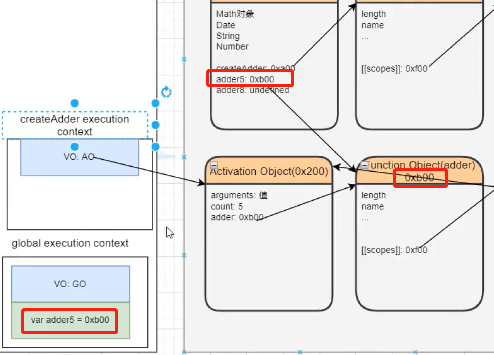 Math对象
Date
String
Number
createAdder: 0xa00
adder5: 0xb00
adder8: undefined
length
name
...
[[scopes]]: 0xf00
createAdder execution
context
VO: AO
Activation Object(0x200)
arguments: 值
count: 5
adder: 0xb00
unction Object(adder)
0xb00
length
name
...
[[scopes]]: 0xf00
global execution context
VO: GO
var adder5 = 0xb00